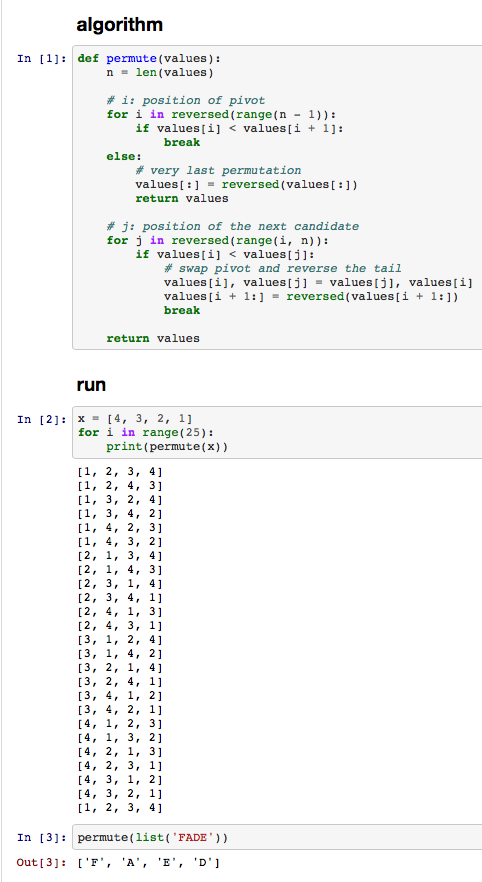 algorithm
In [1]: def permute(values):
    n = len(values)

    # i: position of pivot
    for i in reversed(range(n - 1)):
        if values[i] < values[i + 1]:
            break
    else:
        # very last permutation
        values[:] = reversed(values[:])
        return values

    # j: position of the next candidate
    for j in reversed(range(i, n)):
        if values[i] < values[j]:
            # swap pivot and reverse the tail
            values[i], values[j] = values[j], values[i]
            values[i + 1:] = reversed(values[i + 1:])
            break

    return values
run
In [2]: x = [4, 3, 2, 1]
for i in range(25):
    print(permute(x))
[1, 2, 3, 4]
[1, 2, 4, 3]
[1, 3, 2, 4]
[1, 3, 4, 2]
[1, 4, 2, 3]
[1, 4, 3, 2]
[2, 1, 3, 4]
[2, 1, 4, 3]
[2, 3, 1, 4]
[2, 3, 4, 1]
[2, 4, 1, 3]
[2, 4, 3, 1]
[3, 1, 2, 4]
[3, 1, 4, 2]
[3, 2, 1, 4]
[3, 2, 4, 1]
[3, 4, 1, 2]
[3, 4, 2, 1]
[4, 1, 2, 3]
[4, 1, 3, 2]
[4, 2, 1, 3]
[4, 2, 3, 1]
[4, 3, 1, 2]
[4, 3, 2, 1]
[1, 2, 3, 4]
In [3]: permute(list('FADE'))
Out[3]: ['F', 'A', 'E', 'D']